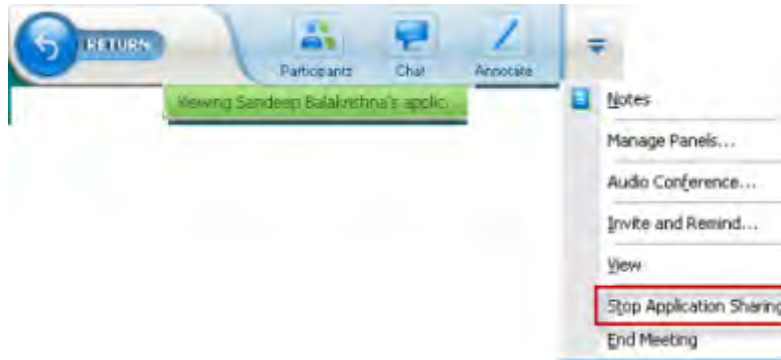 RETURN
Participants Chat Annotate
Viewing Sandeep Balakrishna's applic...
Notes
Manage Panels...
Audio Conference...
Invite and Remind...
View
Stop Application Sharing
End Meeting